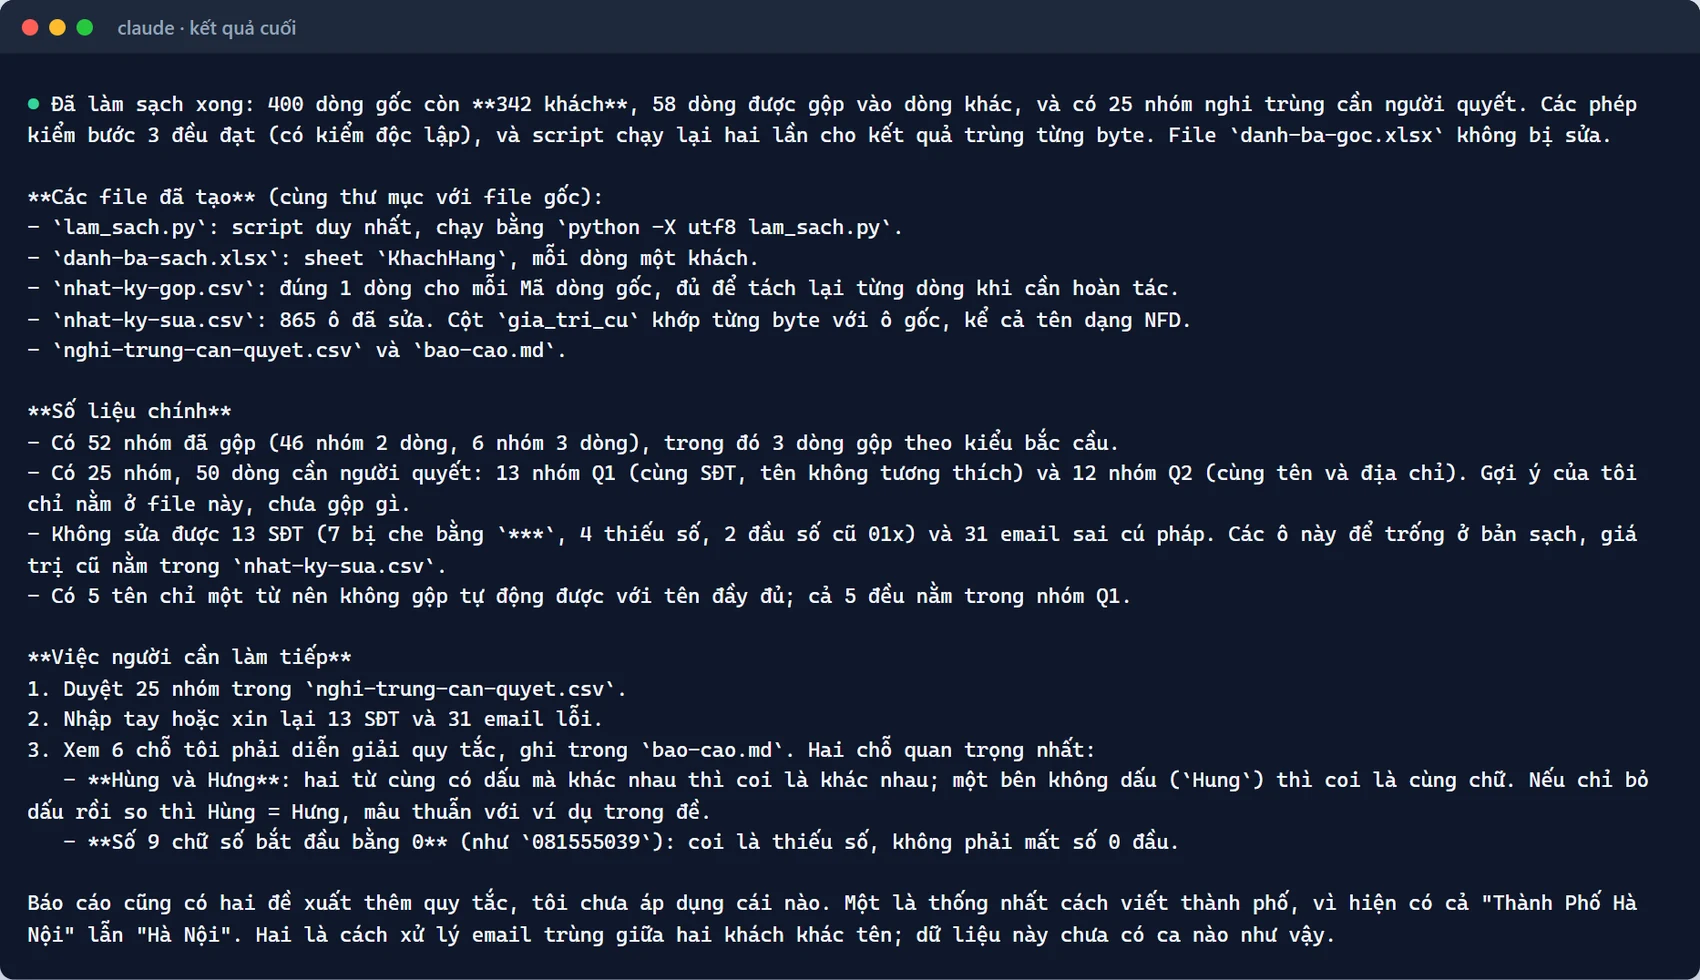 claude · kết quả cuối
● Đã làm sạch xong: 400 dòng gốc còn **342 khách**, 58 dòng được gộp vào dòng khác, và có 25 nhóm nghi trùng cần người quyết. Các phép
kiểm bước 3 đều đạt (có kiểm độc lập), và script chạy lại hai lần cho kết quả trùng từng byte. File `danh-ba-goc.xlsx` không bị sửa.
**Các file đã tạo** (cùng thư mục với file gốc):
- `lam_sach.py`: script duy nhất, chạy bằng `python -X utf8 lam_sach.py`.
- `danh-ba-sach.xlsx`: sheet `KhachHang`, mỗi dòng một khách.
- `nhat-ky-gop.csv`: đúng 1 dòng cho mỗi Mã dòng gốc, đủ để tách lại từng dòng khi cần hoàn tác.
- `nhat-ky-sua.csv`: 865 ô đã sửa. Cột `gia_tri_cu` khớp từng byte với ô gốc, kể cả tên dạng NFD.
- `nghi-trung-can-quyet.csv` và `bao-cao.md`.
**Số liệu chính**
- Có 52 nhóm đã gộp (46 nhóm 2 dòng, 6 nhóm 3 dòng), trong đó 3 dòng gộp theo kiểu bắc cầu.
- Có 25 nhóm, 50 dòng cần người quyết: 13 nhóm Q1 (cùng SĐT, tên không tương thích) và 12 nhóm Q2 (cùng tên và địa chỉ). Gợi ý của tôi
chỉ nằm ở file này, chưa gộp gì.
- Không sửa được 13 SĐT (7 bị che bằng `***`, 4 thiếu số, 2 đầu số cũ 01x) và 31 email sai cú pháp. Các ô này để trống ở bản sạch, giá
trị cũ nằm trong `nhat-ky-sua.csv`.
- Có 5 tên chỉ một từ nên không gộp tự động được với tên đầy đủ; cả 5 đều nằm trong nhóm Q1.
**Việc người cần làm tiếp**
1. Duyệt 25 nhóm trong `nghi-trung-can-quyet.csv`.
2. Nhập tay hoặc xin lại 13 SĐT và 31 email lỗi.
3. Xem 6 chỗ tôi phải diễn giải quy tắc, ghi trong `bao-cao.md`. Hai chỗ quan trọng nhất:
- **Hùng và Hưng**: hai từ cùng có dấu mà khác nhau thì coi là khác nhau; một bên không dấu (`Hung`) thì coi là cùng chữ. Nếu chỉ bỏ
dấu rồi so thì Hùng = Hưng, mâu thuẫn với ví dụ trong đề.
- **Số 9 chữ số bắt đầu bằng 0** (như `081555039`): coi là thiếu số, không phải mất số 0 đầu.
Báo cáo cũng có hai đề xuất thêm quy tắc, tôi chưa áp dụng cái nào. Một là thống nhất cách viết thành phố, vì hiện có cả "Thành Phố Hà
Nội" lẫn "Hà Nội". Hai là cách xử lý email trùng giữa hai khách khác tên; dữ liệu này chưa có ca nào như vậy.